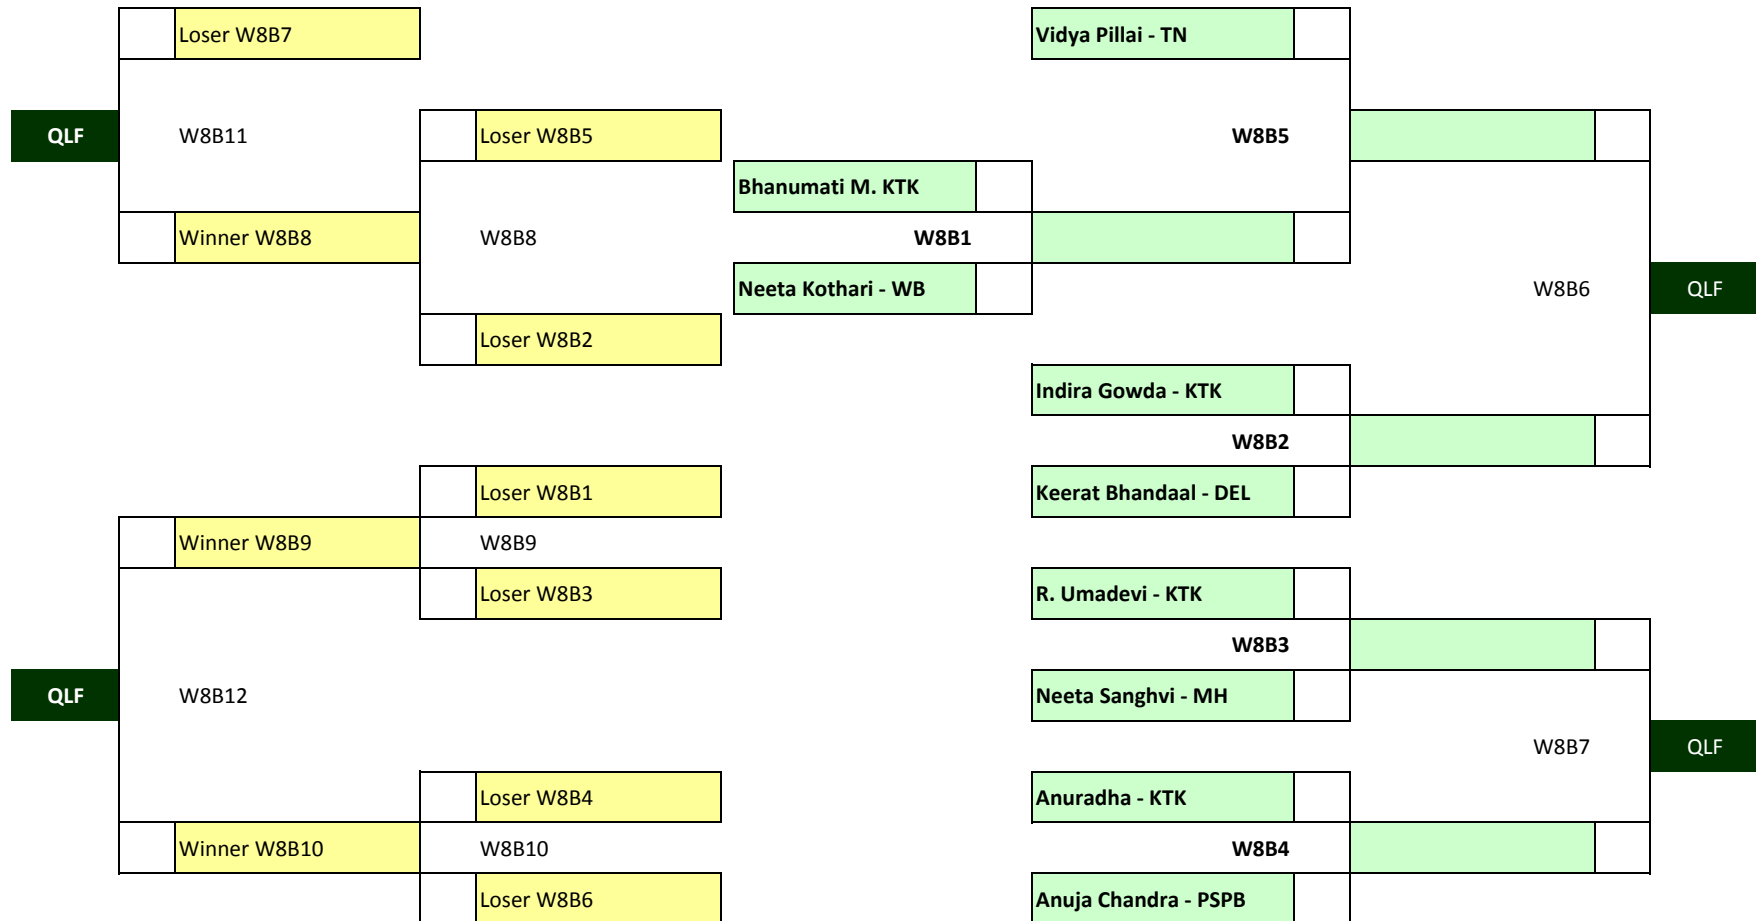 Loser W8B7
Vidya Pillai - TN
QLF
W8B11
Loser W8B5
W8B5
Bhanumati M. KTK
Winner W8B8
W8B8
W8B1
Neeta Kothari - WB
W8B6
QLF
Loser W8B2
Indira Gowda - KTK
W8B2
Loser W8B1
Keerat Bhandaal - DEL
Winner W8B9
W8B9
Loser W8B3
R. Umadevi - KTK
W8B3
QLF
W8B12
Neeta Sanghvi - MH
W8B7
QLF
Loser W8B4
Anuradha - KTK
Winner W8B10
W8B10
W8B4
Loser W8B6
Anuja Chandra - PSPB